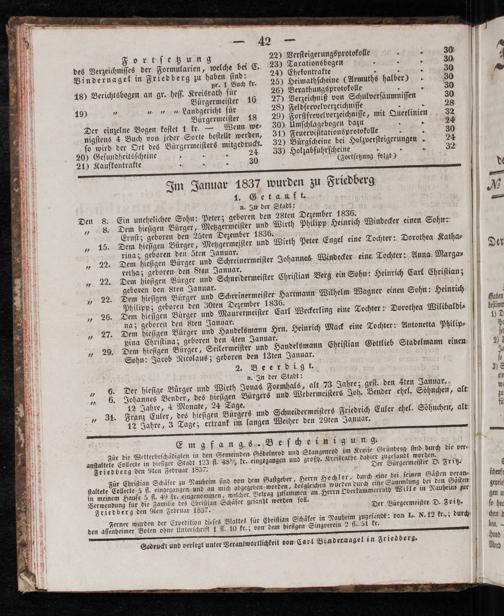 — 42 —
Fortsetzung
des Verzeichnisses der Formularien, welche bei C.
Bindernagel in Friedberg zu haben sind:
pr. 1 Buch kr.
18) Berichtsbogen an gr. hess. Kreisrath für
Bürgermeister 16
19) „ „ „ „ Landgericht für
Bürgermeister 18
Der einzelne Bogen kostet 1 kr. — Wenn we-
nigstens 4 Buch von jeder Sorte bestellt werden,
so wird der Ort des Bürgermeisters mitgedruckt.
20) Gesundheitsscheine 24
21) Kaufkontrakte 30
22) Versteigerungsprotokolle 30
23) Taxationsbogen 30
24) Ehekontrakte 30
25) Heimathscheine (Armuths halber) 30
26) Berathungsprotokolle 30
27) Verzeichniß von Schulversäumnissen 30
28) Feldfrevelverzeichnisse 28
29) Forstfrevelverzeichnisse, mit Querlinien 32
30) Umschlagebogen dazu 24
31) Feuervisitationsprotokolle 30
32) Bürgscheine bei Holzversteigerungen 24
33) Holzabfuhrscheine 32
(Fortsetzung folgt)
Im Januar 1837 wurden zu Friedberg
1. Getauft.
a. In der Stadt:
Den 8. Ein unehelicher Sohn: Peter; geboren den 28ten Dezember 1836.
„ 8. Dem hiesigen Bürger, Metzgermeister und Wirth Philipp Heinrich Windecker einen Sohn:
Ernst; geboren den 25ten Dezember 1836.
„ 15. Dem hiesigen Bürger, Metzgermeister und Wirth Peter Engel eine Tochter: Dorothea Katha-
rina; geboren den 5ten Januar.
„ 22. Dem hiesigen Bürger und Schreinermeister Johannes Windecker eine Tochter: Anna Marga-
retha; geboren den 8ten Januar.
„ 22. Dem hiesigen Bürger und Schneidermeister Christian Berg ein Sohn: Heinrich Carl Christian;
geboren den 8ten Januar.
„ 22. Dem hiesigen Bürger und Schreinermeister Hartmann Wilhelm Wagner einen Sohn: Heinrich
Philipp; geboren den 30ten Dezember 1836.
„ 26. Dem hiesigen Bürger und Maurermeister Carl Weckerling eine Tochter: Dorothea Wilibaldi-
na; geboren den 8ten Januar.
„ 27. Dem hiesigen Bürger und Handelsmann Hrn. Heinrich Mack eine Tochter: Antonetta Philip-
pina Christina; geboren den 4ten Januar.
„ 29. Dem hiesigen Bürger, Seilermeister und Handelsmann Christian Gottlieb Stadelmann einen
Sohn: Jacob Nicolaus; geboren den 13ten Januar.
2. Beerdigt.
a. In der Stadt:
„ 6. Der hiesige Bürger und Wirth Jonas Formhals, alt 73 Jahre; gest. den 4ten Januar.
„ 6. Johannes Bender, des hiesigen Bürgers und Webermeisters Joh. Bender ehel. Söhnchen, alt
12 Jahre, 4 Monate, 24 Tage.
„ 31. Franz Euler, des hiesigen Bürgers und Schneidermeisters Friedrich Euler ehel. Söhnchen, alt
12 Jahre, 3 Tage; ertrank im langen Weiher den 29ten Januar.
Empfangs-Bescheinigung.
Für die Wetterbeschädigten in den Gemeinden Göbelnrod und Stangenrod im Kreise Grünberg sind durch die ver-
anstaltete Collecte in hiesiger Stadt 123 fl. 48½ kr. eingegangen und großh. Kreisrathe dahier zugesandt worden.
Friedberg den 9ten Februar 1837. Der Bürgermeister D. Fritz.
Für Christian Schäfer zu Nauheim sind von dem Gastgeber, Herrn Hechler, durch eine bei seinen Gästen veran-
staltete Collecte 5 fl. eingegangen und an mich abgegeben worden, desgleichen wurden durch eine Sammlung bei den Gästen
in meinem Hause 5 fl. 49 kr. eingenommen, welcher Betrag zusammen an Herrn Oberkammerrath Wille in Nauheim zur
Verwendung für die Familie des Christian Schäfer gesandt worden ist.
Friedberg den 9ten Februar 1837. Der Bürgermeister D. Fritz.
Ferner wurden der Expedition dieses Blattes für Christian Schäfer in Nauheim zugesandt: von L. N. 12 kr.; durch
den assenheimer Boten ohne Unterschrift 1 fl. 10 kr.; von dem hiesigen Singverein 2 fl. 51 kr.
Gedruckt und verlegt unter Verantwortlichkeit von Carl Bindernagel in Friedberg.